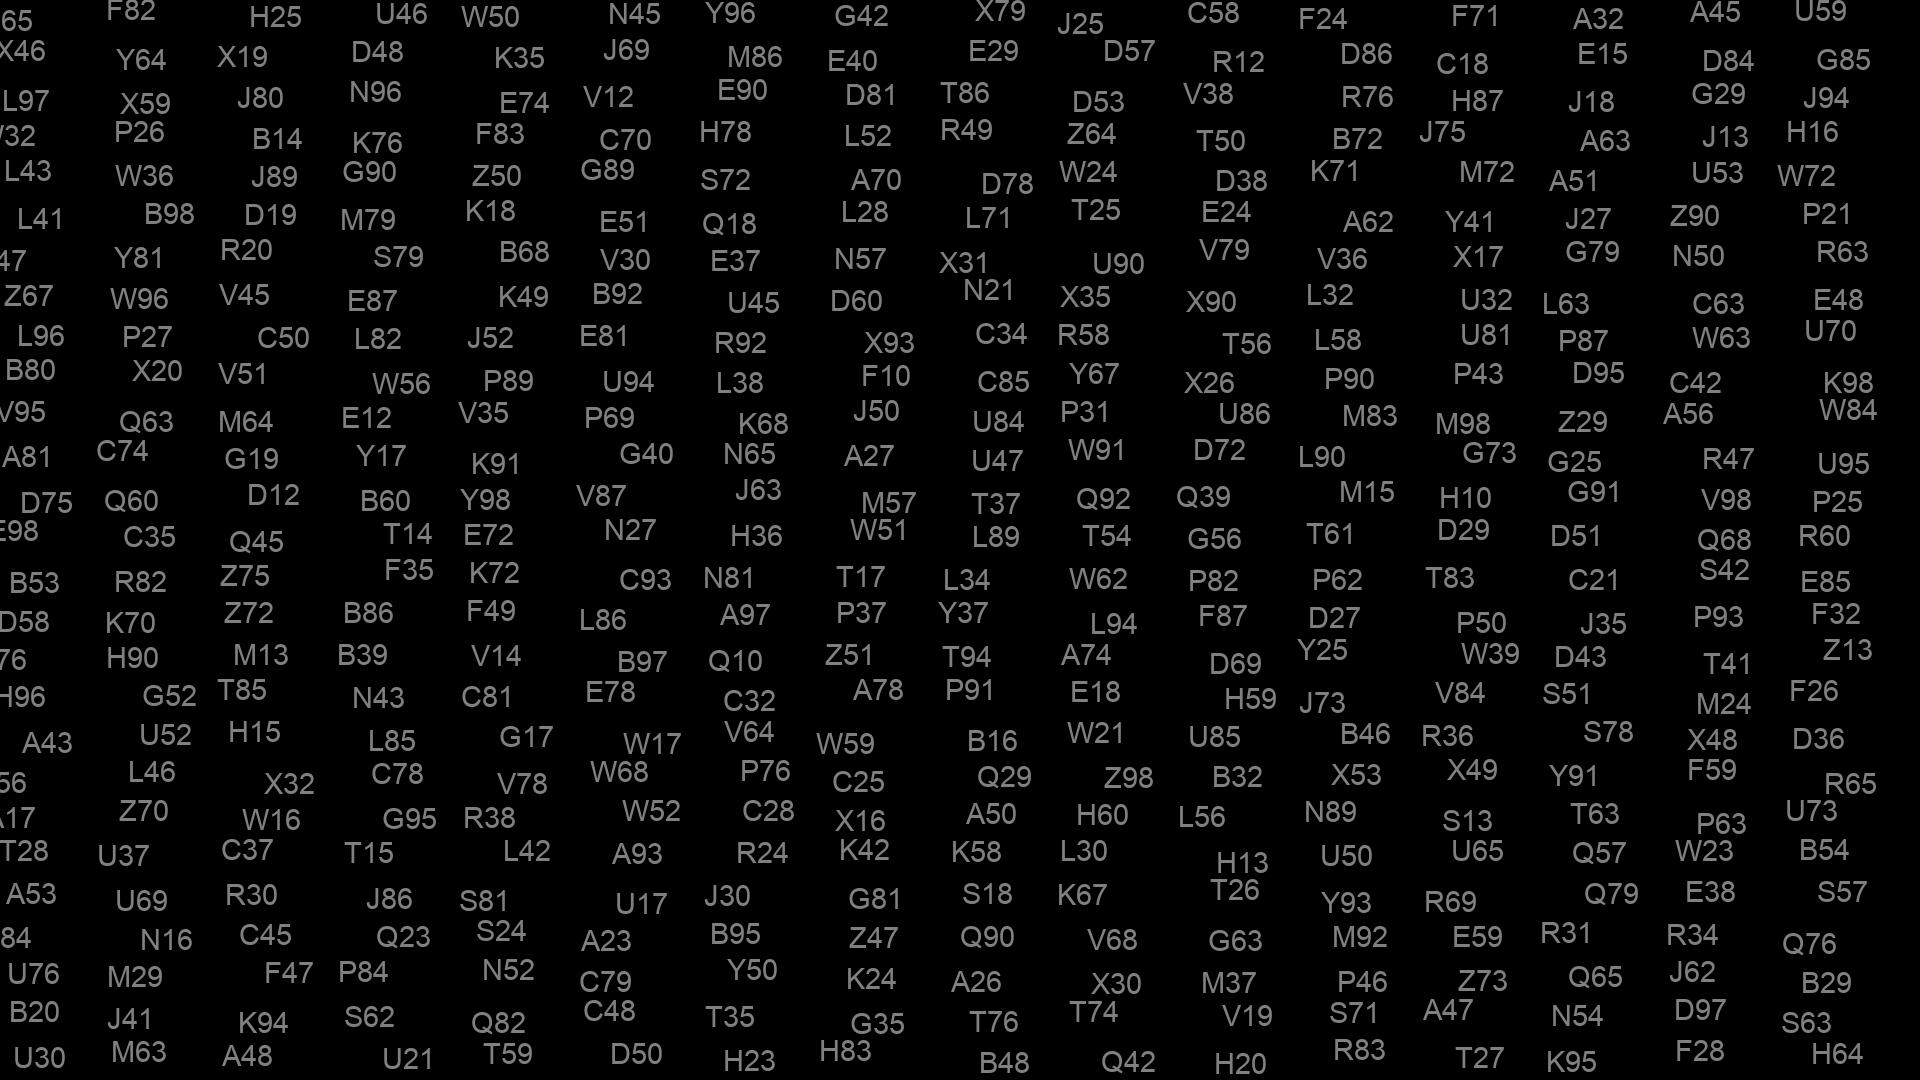 65 F82 H25 U46 W50 N45 Y96 G42 X79 J25 C58 F24 F71 A32 A45 U59
X46 Y64 X19 D48 K35 J69 M86 E40 E29 D57 R12 D86 C18 E15 D84 G85
L97 X59 J80 N96 E74 V12 E90 D81 T86 D53 V38 R76 H87 J18 G29 J94
32 P26 B14 K76 F83 C70 H78 L52 R49 Z64 T50 B72 J75 A63 J13 H16
L43 W36 J89 G90 Z50 G89 S72 A70 D78 W24 D38 K71 M72 A51 U53 W72
L41 B98 D19 M79 K18 E51 Q18 L28 L71 T25 E24 A62 Y41 J27 Z90 P21
47 Y81 R20 S79 B68 V30 E37 N57 X31 U90 V79 V36 X17 G79 N50 R63
Z67 W96 V45 E87 K49 B92 U45 D60 N21 X35 X90 L32 U32 L63 C63 E48
L96 P27 C50 L82 J52 E81 R92 X93 C34 R58 T56 L58 U81 P87 W63 U70
B80 X20 V51 W56 P89 U94 L38 F10 C85 Y67 X26 P90 P43 D95 C42 K98
V95 Q63 M64 E12 V35 P69 K68 J50 U84 P31 U86 M83 M98 Z29 A56 W84
A81 C74 G19 Y17 K91 G40 N65 A27 U47 W91 D72 L90 G73 G25 R47 U95
D75 Q60 D12 B60 Y98 V87 J63 M57 T37 Q92 Q39 M15 H10 G91 V98 P25
E98 C35 Q45 T14 E72 N27 H36 W51 L89 T54 G56 T61 D29 D51 Q68 R60
B53 R82 Z75 F35 K72 C93 N81 T17 L34 W62 P82 P62 T83 C21 S42 E85
D58 K70 Z72 B86 F49 L86 A97 P37 Y37 L94 F87 D27 P50 J35 P93 F32
76 H90 M13 B39 V14 B97 Q10 Z51 T94 A74 D69 Y25 W39 D43 T41 Z13
H96 G52 T85 N43 C81 E78 C32 A78 P91 E18 H59 J73 V84 S51 M24 F26
A43 U52 H15 L85 G17 W17 V64 W59 B16 W21 U85 B46 R36 S78 X48 D36
56 L46 X32 C78 V78 W68 P76 C25 Q29 Z98 B32 X53 X49 Y91 F59 R65
A17 Z70 W16 G95 R38 W52 C28 X16 A50 H60 L56 N89 S13 T63 P63 U73
T28 U37 C37 T15 L42 A93 R24 K42 K58 L30 H13 U50 U65 Q57 W23 B54
A53 U69 R30 J86 S81 U17 J30 G81 S18 K67 T26 Y93 R69 Q79 E38 S57
84 N16 C45 Q23 S24 A23 B95 Z47 Q90 V68 G63 M92 E59 R31 R34 Q76
U76 M29 F47 P84 N52 C79 Y50 K24 A26 X30 M37 P46 Z73 Q65 J62 B29
B20 J41 K94 S62 Q82 C48 T35 G35 T76 T74 V19 S71 A47 N54 D97 S63
U30 M63 A48 U21 T59 D50 H23 H83 B48 Q42 H20 R83 T27 K95 F28 H64